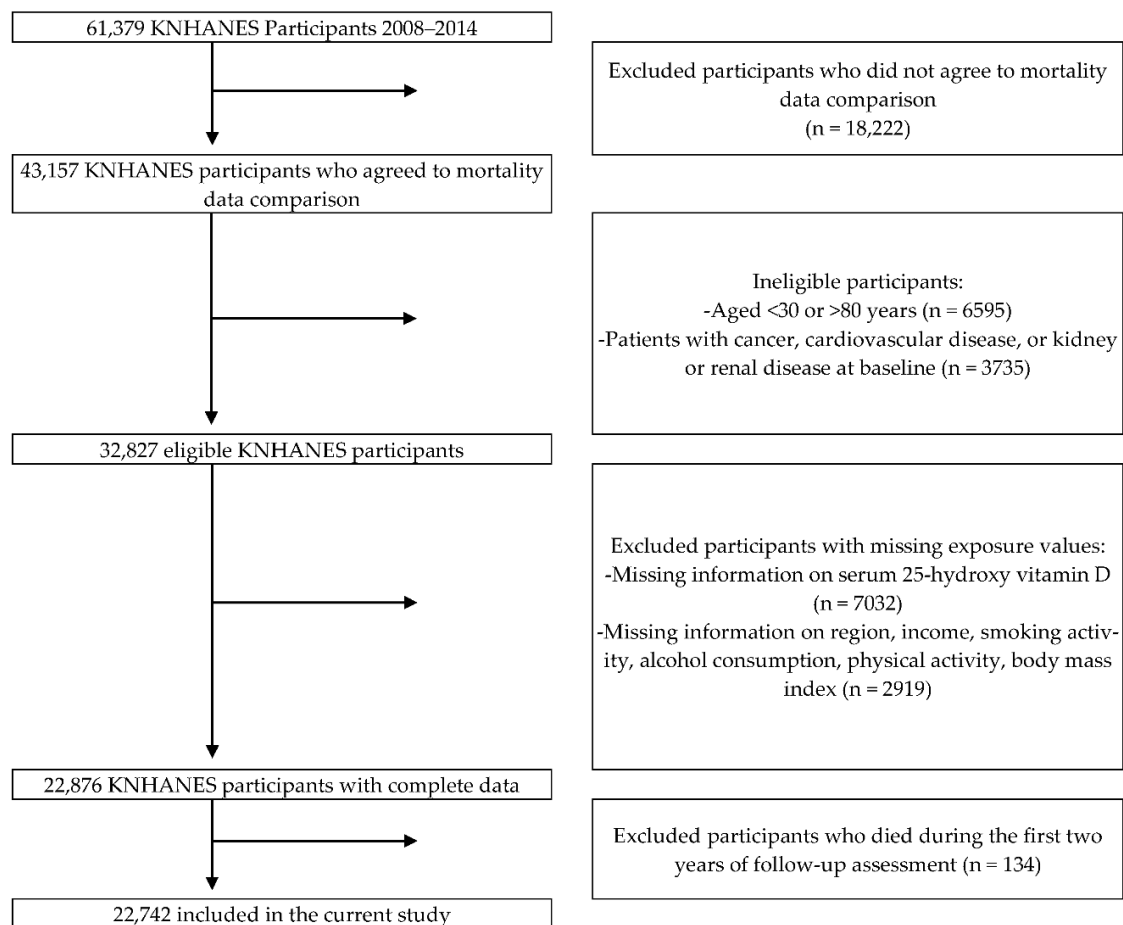 61,379 KNHANES Participants 2008–2014
Excluded participants who did not agree to mortality
data comparison
(n = 18,222)
43,157 KNHANES participants who agreed to mortality
data comparison
Ineligible participants:
-Aged <30 or >80 years (n = 6595)
-Patients with cancer, cardiovascular disease, or kidney
or renal disease at baseline (n = 3735)
32,827 eligible KNHANES participants
Excluded participants with missing exposure values:
-Missing information on serum 25-hydroxy vitamin D
(n = 7032)
-Missing information on region, income, smoking activ-
ity, alcohol consumption, physical activity, body mass
index (n = 2919)
22,876 KNHANES participants with complete data
Excluded participants who died during the first two
years of follow-up assessment (n = 134)
22,742 included in the current study